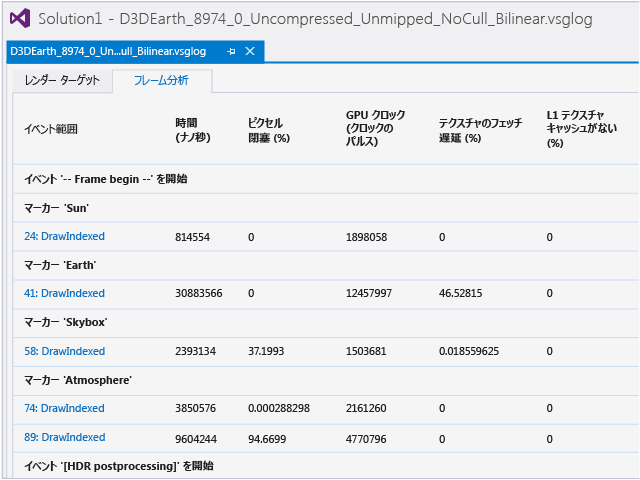 Solution1 - D3DEarth_8974_0_Uncompressed_Unmipped_NoCull_Bilinear.vsglog
D3DEarth_8974_0_Un...ull_Bilinear.vsglog
レンダー ターゲット フレーム分析
イベント範囲 時間 (ナノ秒) ピクセル 閉塞 (%) GPU クロック (クロックの パルス) テクスチャのフェッチ 遅延 (%) L1 テクスチャ キャッシュがない (%)
イベント '-- Frame begin --' を開始
マーカー 'Sun'
24: DrawIndexed 814554 0 1898058 0 0
マーカー 'Earth'
41: DrawIndexed 30883566 0 12457997 46.52815 0
マーカー 'Skybox'
58: DrawIndexed 2393134 37.1993 1503681 0.018559625 0
マーカー 'Atmosphere'
74: DrawIndexed 3850576 0.000288298 2161260 0 0
89: DrawIndexed 9604244 94.6699 4770796 0 0
イベント '[HDR postprocessing]' を開始